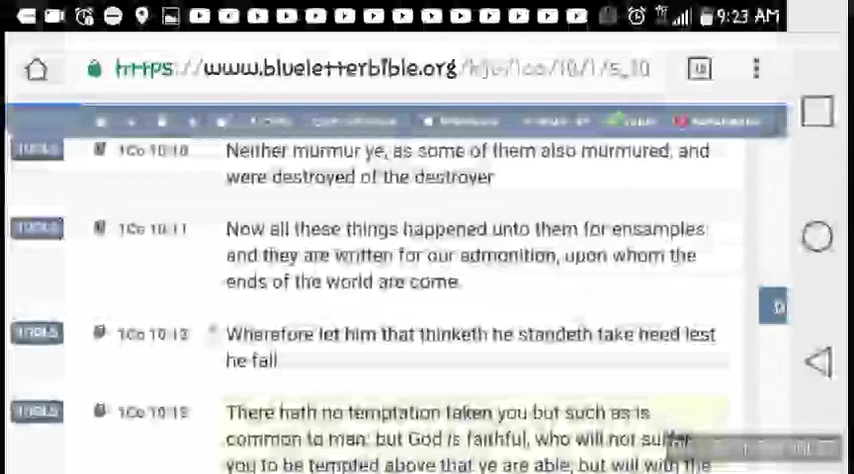 9:23 AM
https://www.blueletterbible.org/kjv/1co/10/1/s_10
TOOLS 1Co 10:10 Neither murmur ye, as some of them also murmured, and
were destroyed of the destroyer
TOOLS 1Co 10:11 Now all these things happened unto them for ensamples:
and they are written for our admonition, upon whom the
ends of the world are come.
TOOLS 1Co 10:12 Wherefore let him that thinketh he standeth take heed lest
he fall
TOOLS 1Co 10:13 There hath no temptation taken you but such as is
common to man: but God is faithful, who will not suffer
you to be tempted above that ye are able; but will with the